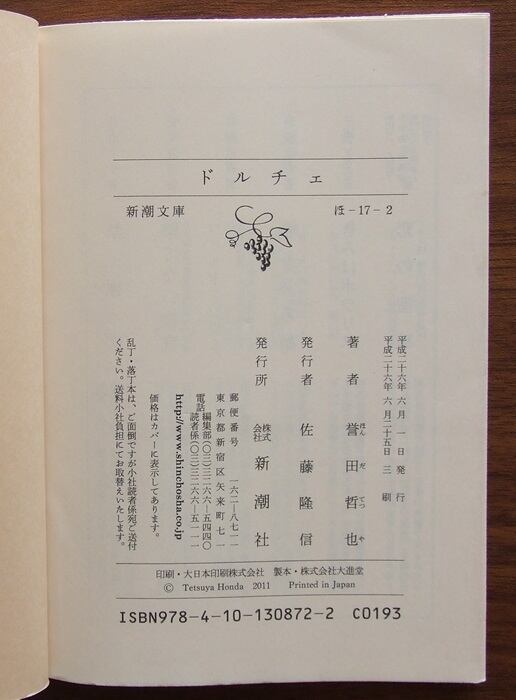 ドルチェ
新潮文庫 ほ-17-2
平成二十六年六月一日発行
平成二十六年六月二十五日三刷
著者 誉田哲也
ほんだてつや
発行者 佐藤隆信
発行所 株式会社 新潮社
郵便番号 一六二-八七一一
東京都新宿区矢来町七一
電話 編集部(〇三)三二六六-五四四〇
読者係(〇三)三二六六-五一一一
http://www.shinchosha.co.jp
価格はカバーに表示してあります。
乱丁・落丁本は、ご面倒ですが小社読者係宛ご送付
ください。送料小社負担にてお取替えいたします。
印刷・大日本印刷株式会社 製本・株式会社大進堂
© Tetsuya Honda 2011 Printed in Japan
ISBN978-4-10-130872-2 C0193